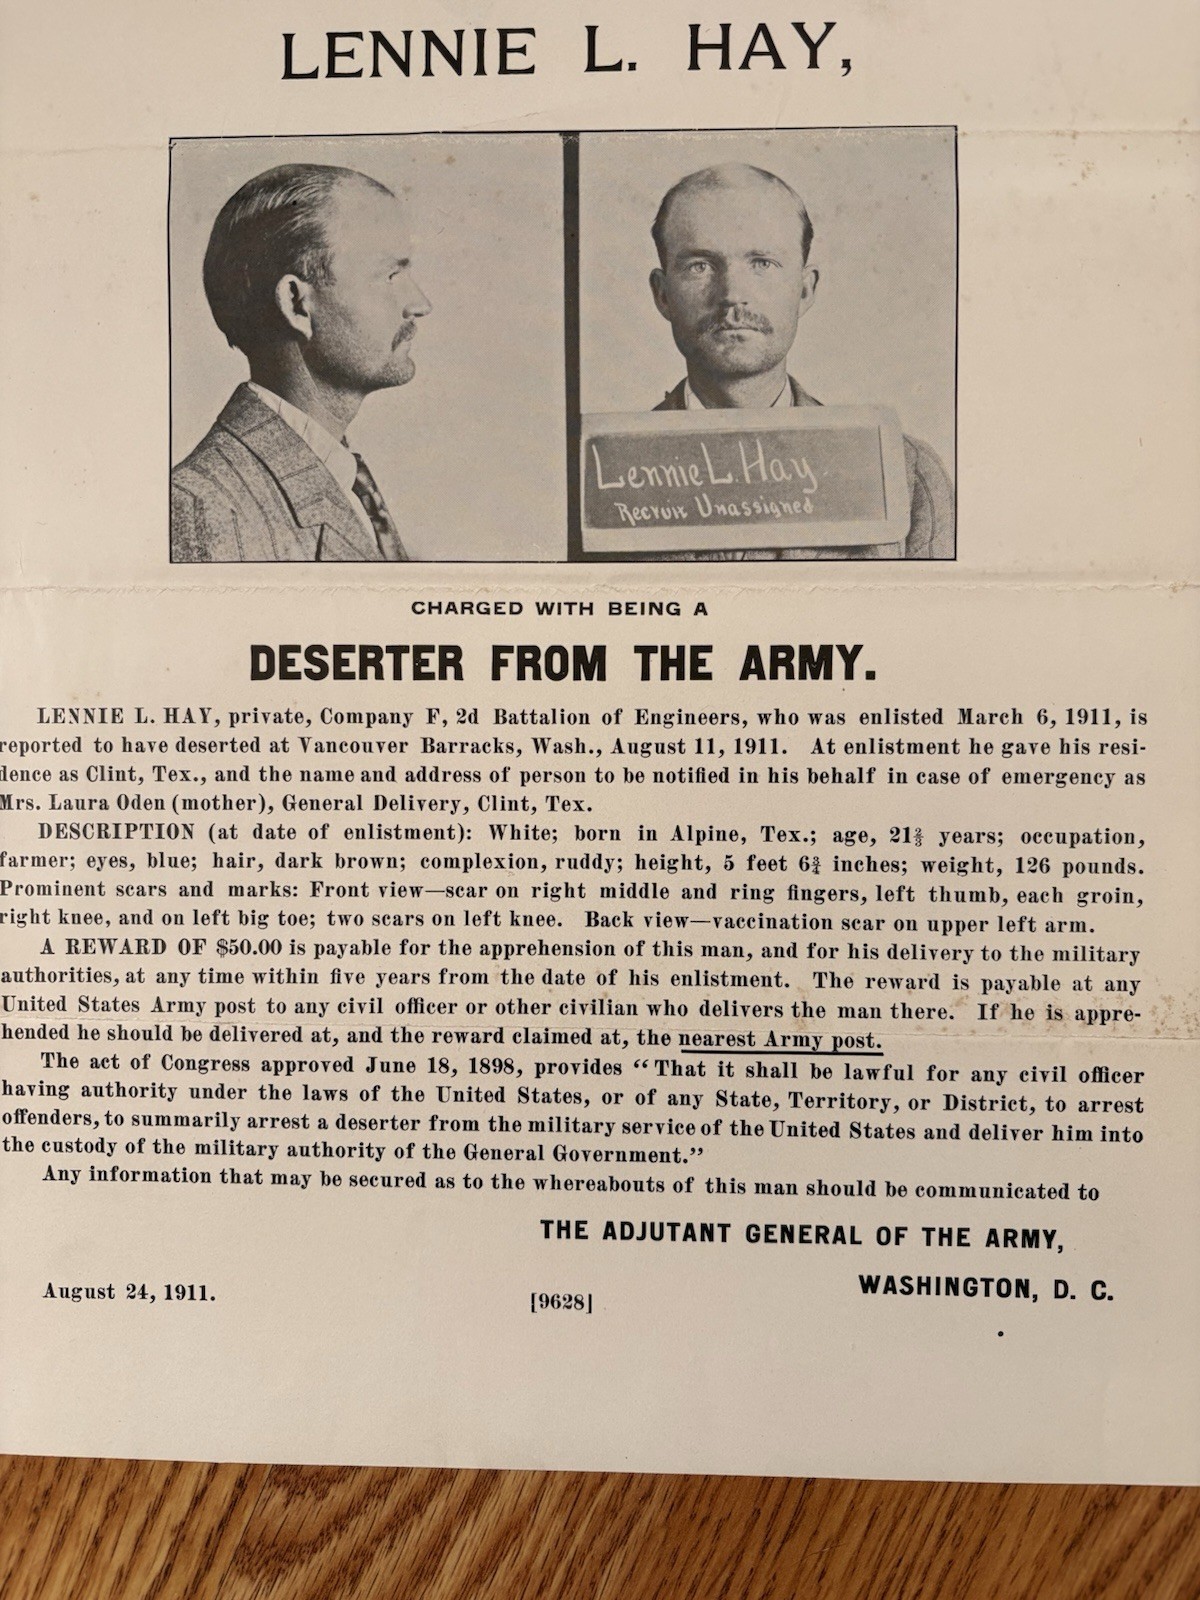 LENNIE L. HAY,
Lennie L. Hay.
Recruit Unassigned
CHARGED WITH BEING A
DESERTER FROM THE ARMY.
LENNIE L. HAY, private, Company F, 2d Battalion of Engineers, who was enlisted March 6, 1911, is
reported to have deserted at Vancouver Barracks, Wash., August 11, 1911. At enlistment he gave his resi-
dence as Clint, Tex., and the name and address of person to be notified in his behalf in case of emergency as
Mrs. Laura Oden (mother), General Delivery, Clint, Tex.
DESCRIPTION (at date of enlistment): White; born in Alpine, Tex.; age, 21 years; occupation,
farmer; eyes, blue; hair, dark brown; complexion, ruddy; height, 5 feet 6¾ inches; weight, 126 pounds.
Prominent scars and marks: Front view—scar on right middle and ring fingers, left thumb, each groin,
right knee, and on left big toe; two scars on left knee. Back view—vaccination scar on upper left arm.
A REWARD OF $50.00 is payable for the apprehension of this man, and for his delivery to the military
authorities, at any time within five years from the date of his enlistment. The reward is payable at any
United States Army post to any civil officer or other civilian who delivers the man there. If he is appre-
hended he should be delivered at, and the reward claimed at, the nearest Army post.
The act of Congress approved June 18, 1898, provides "That it shall be lawful for any civil officer
having authority under the laws of the United States, or of any State, Territory, or District, to arrest
offenders, to summarily arrest a deserter from the military service of the United States and deliver him into
the custody of the military authority of the General Government."
Any information that may be secured as to the whereabouts of this man should be communicated to
THE ADJUTANT GENERAL OF THE ARMY,
WASHINGTON, D. C.
August 24, 1911.
[9628]